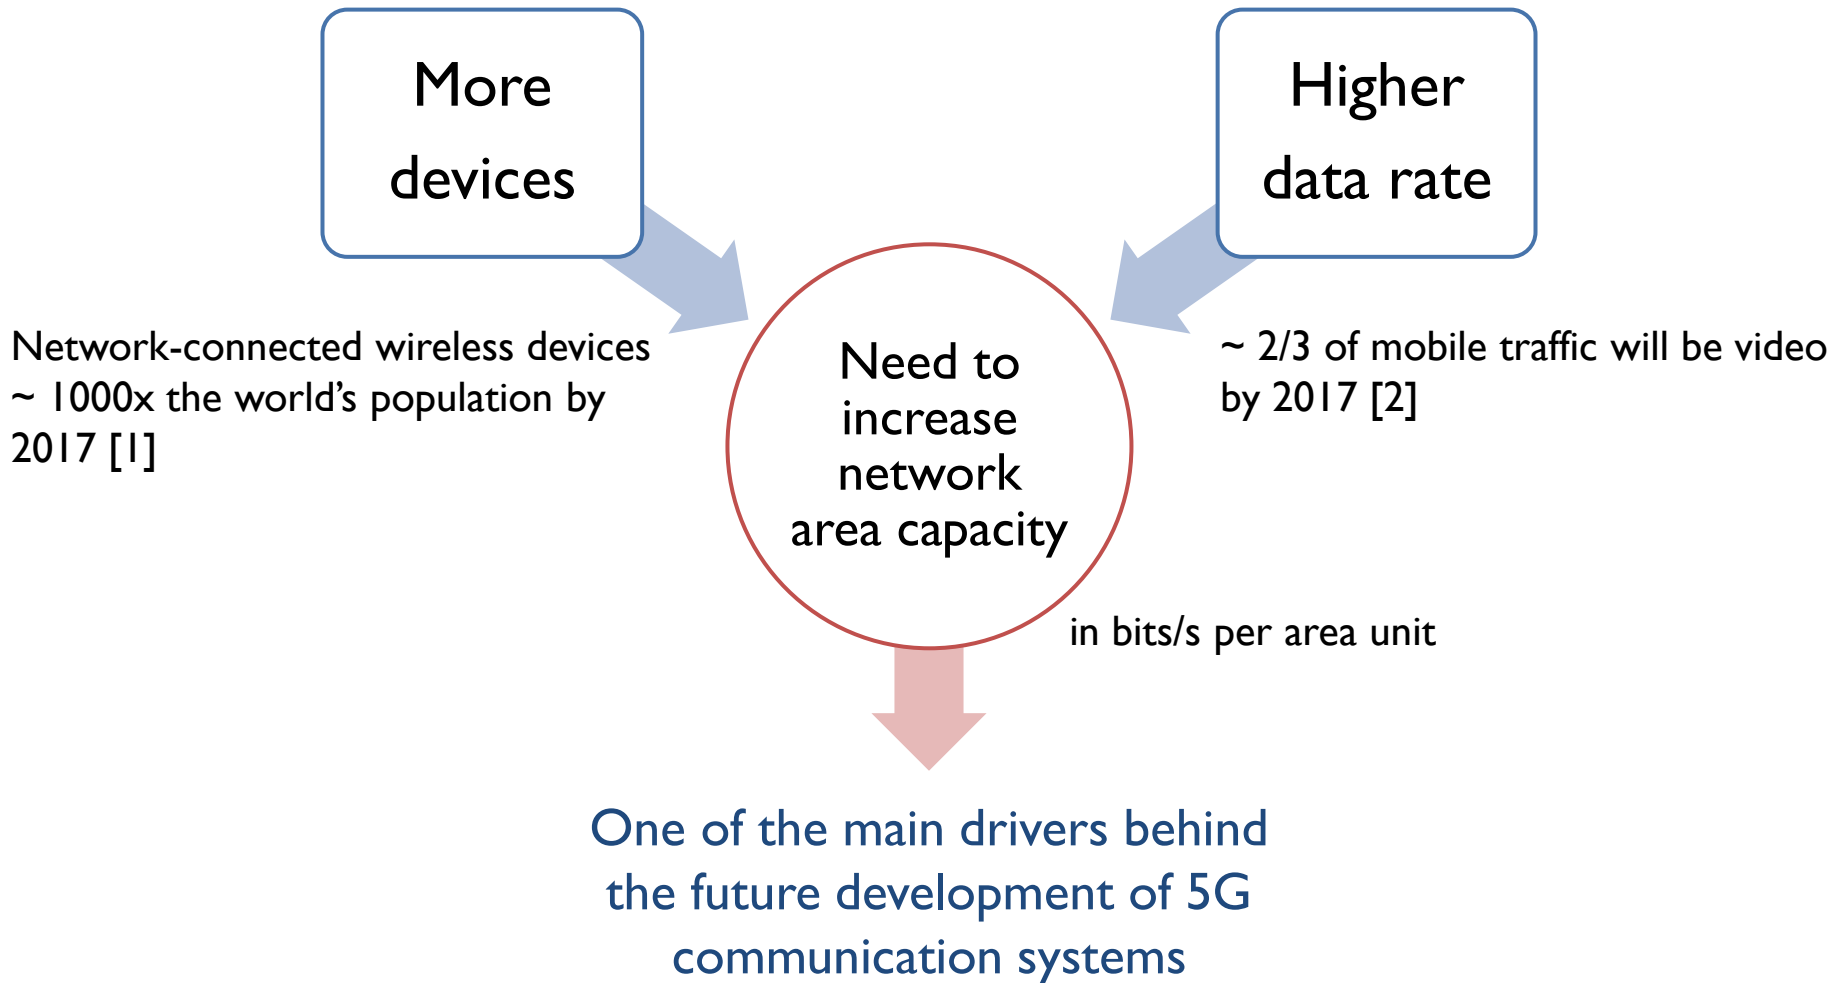 More
devices
Higher
data rate
Network-connected wireless devices
~ 1000x the world's population by
2017 [1]
~ 2/3 of mobile traffic will be video
by 2017 [2]
Need to
increase
network
area capacity
in bits/s per area unit
One of the main drivers behind
the future development of 5G
communication systems